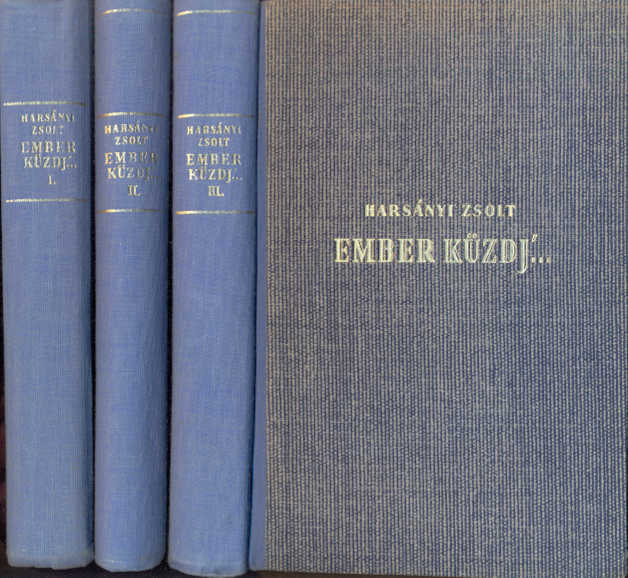 HARSÁNYI
ZSOLT
EMBER
KÜZDJ'...
I.
HARSÁNYI
ZSOLT
EMBER
KÜZDJ'...
II.
HARSÁNYI
ZSOLT
EMBER
KÜZDJ'...
III.
HARSÁNYI ZSOLT
EMBER KÜZDJ'...